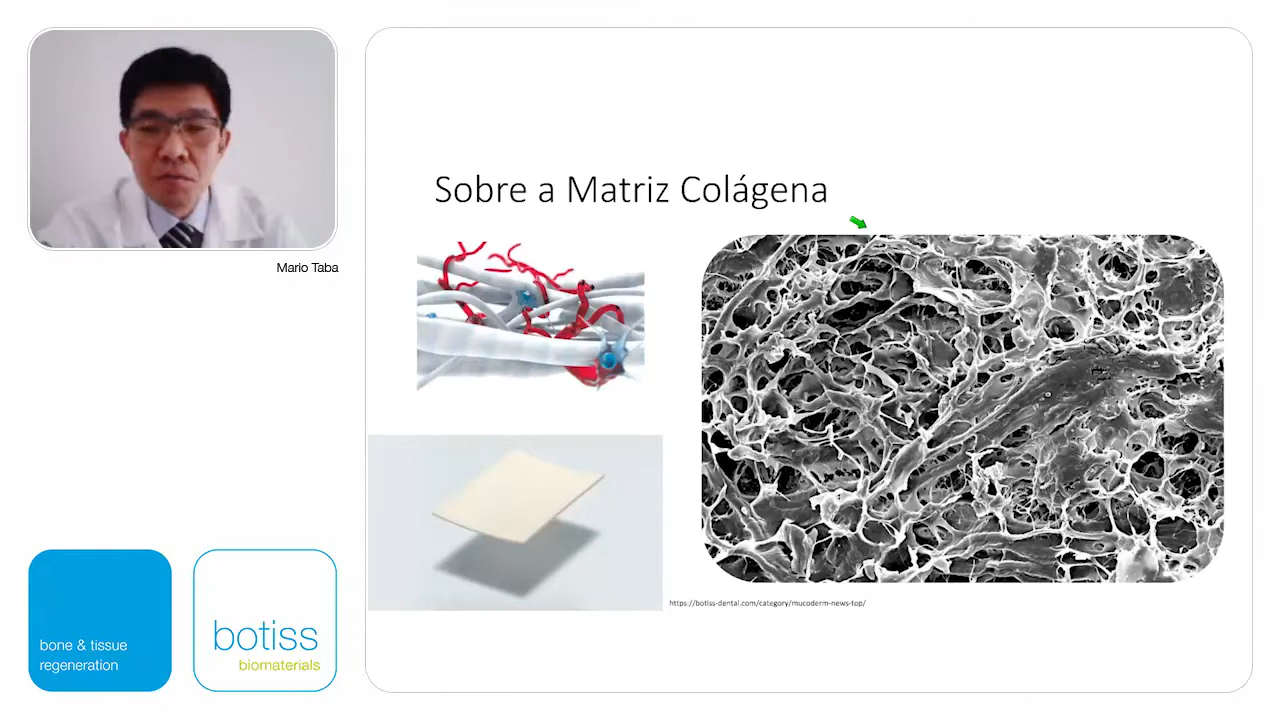 Mario Taba
Sobre a Matriz Colágena
https://botiss-dental.com/category/mucoderm-news-top/
bone & tissue
regeneration
botiss
biomaterials